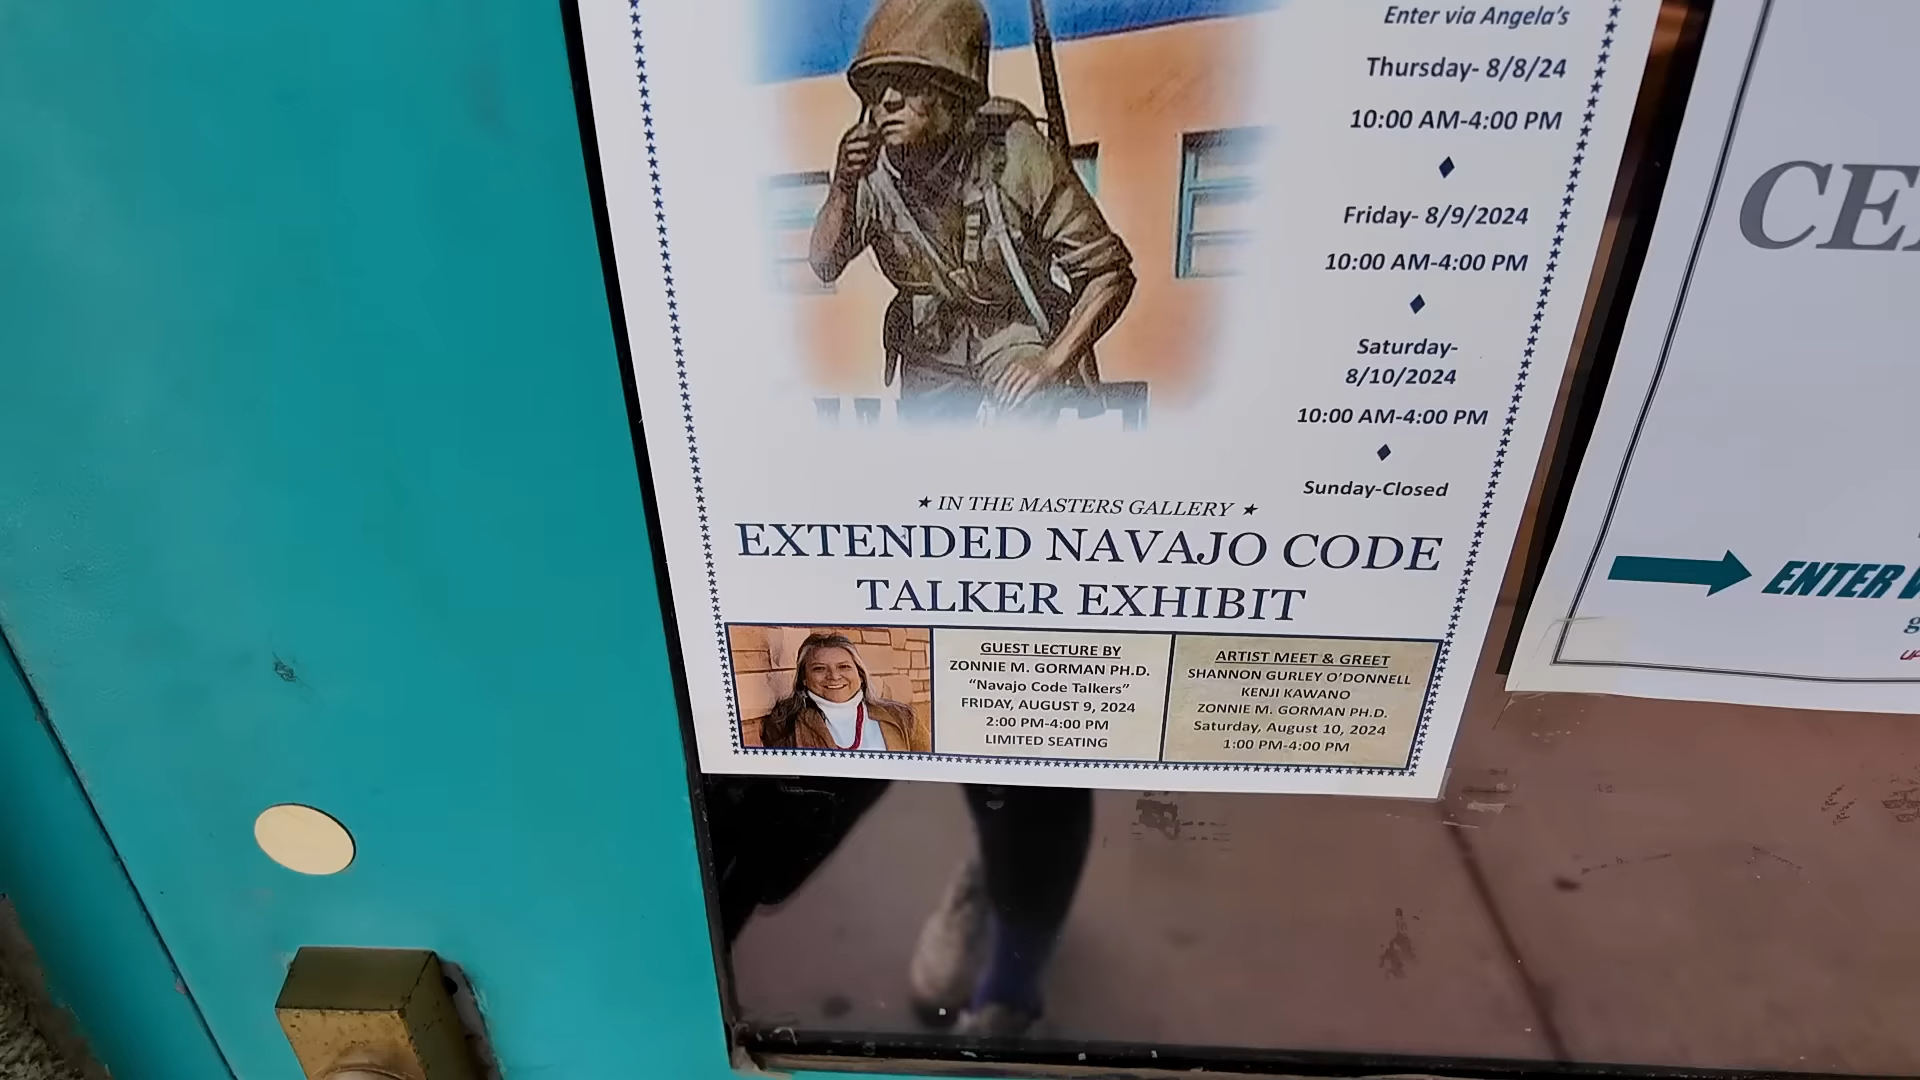 Enter via Angela's
Thursday- 8/8/24
10:00 AM-4:00 PM
Friday- 8/9/2024
10:00 AM-4:00 PM
Saturday-
8/10/2024
10:00 AM-4:00 PM
Sunday-Closed
★ IN THE MASTERS GALLERY ★
EXTENDED NAVAJO CODE
TALKER EXHIBIT
GUEST LECTURE BY
ZONNIE M. GORMAN PH.D.
“Navajo Code Talkers”
FRIDAY, AUGUST 9, 2024
2:00 PM-4:00 PM
LIMITED SEATING
ARTIST MEET & GREET
SHANNON GURLEY O’DONNELL
KENJI KAWANO
ZONNIE M. GORMAN PH.D.
Saturday, August 10, 2024
1:00 PM-4:00 PM
ENTER